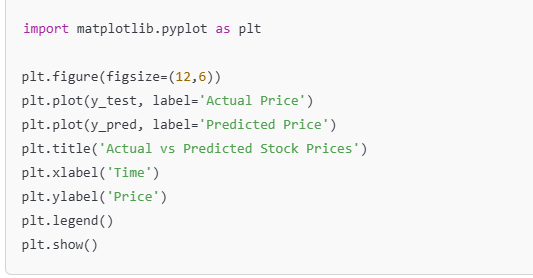 import matplotlib.pyplot as plt
plt.figure(figsize=(12,6))
plt.plot(y_test, label='Actual Price')
plt.plot(y_pred, label='Predicted Price')
plt.title('Actual vs Predicted Stock Prices')
plt.xlabel('Time')
plt.ylabel('Price')
plt.legend()
plt.show()